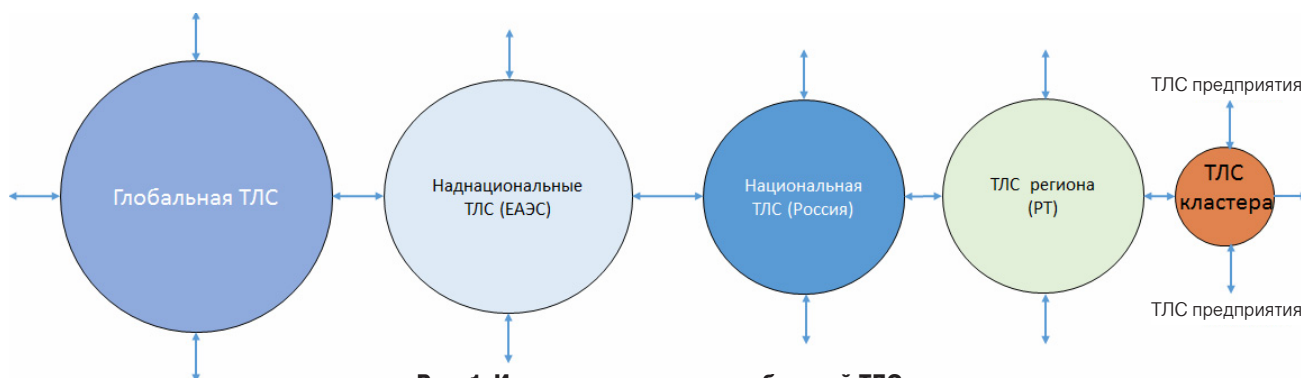 ТЛС предприятия
Глобальная ТЛС
Наднациональные
ТЛС (ЕАЭС)
Национальная
ТЛС (Россия)
ТЛС региона
(РТ)
ТЛС
кластера
ТЛС предприятия